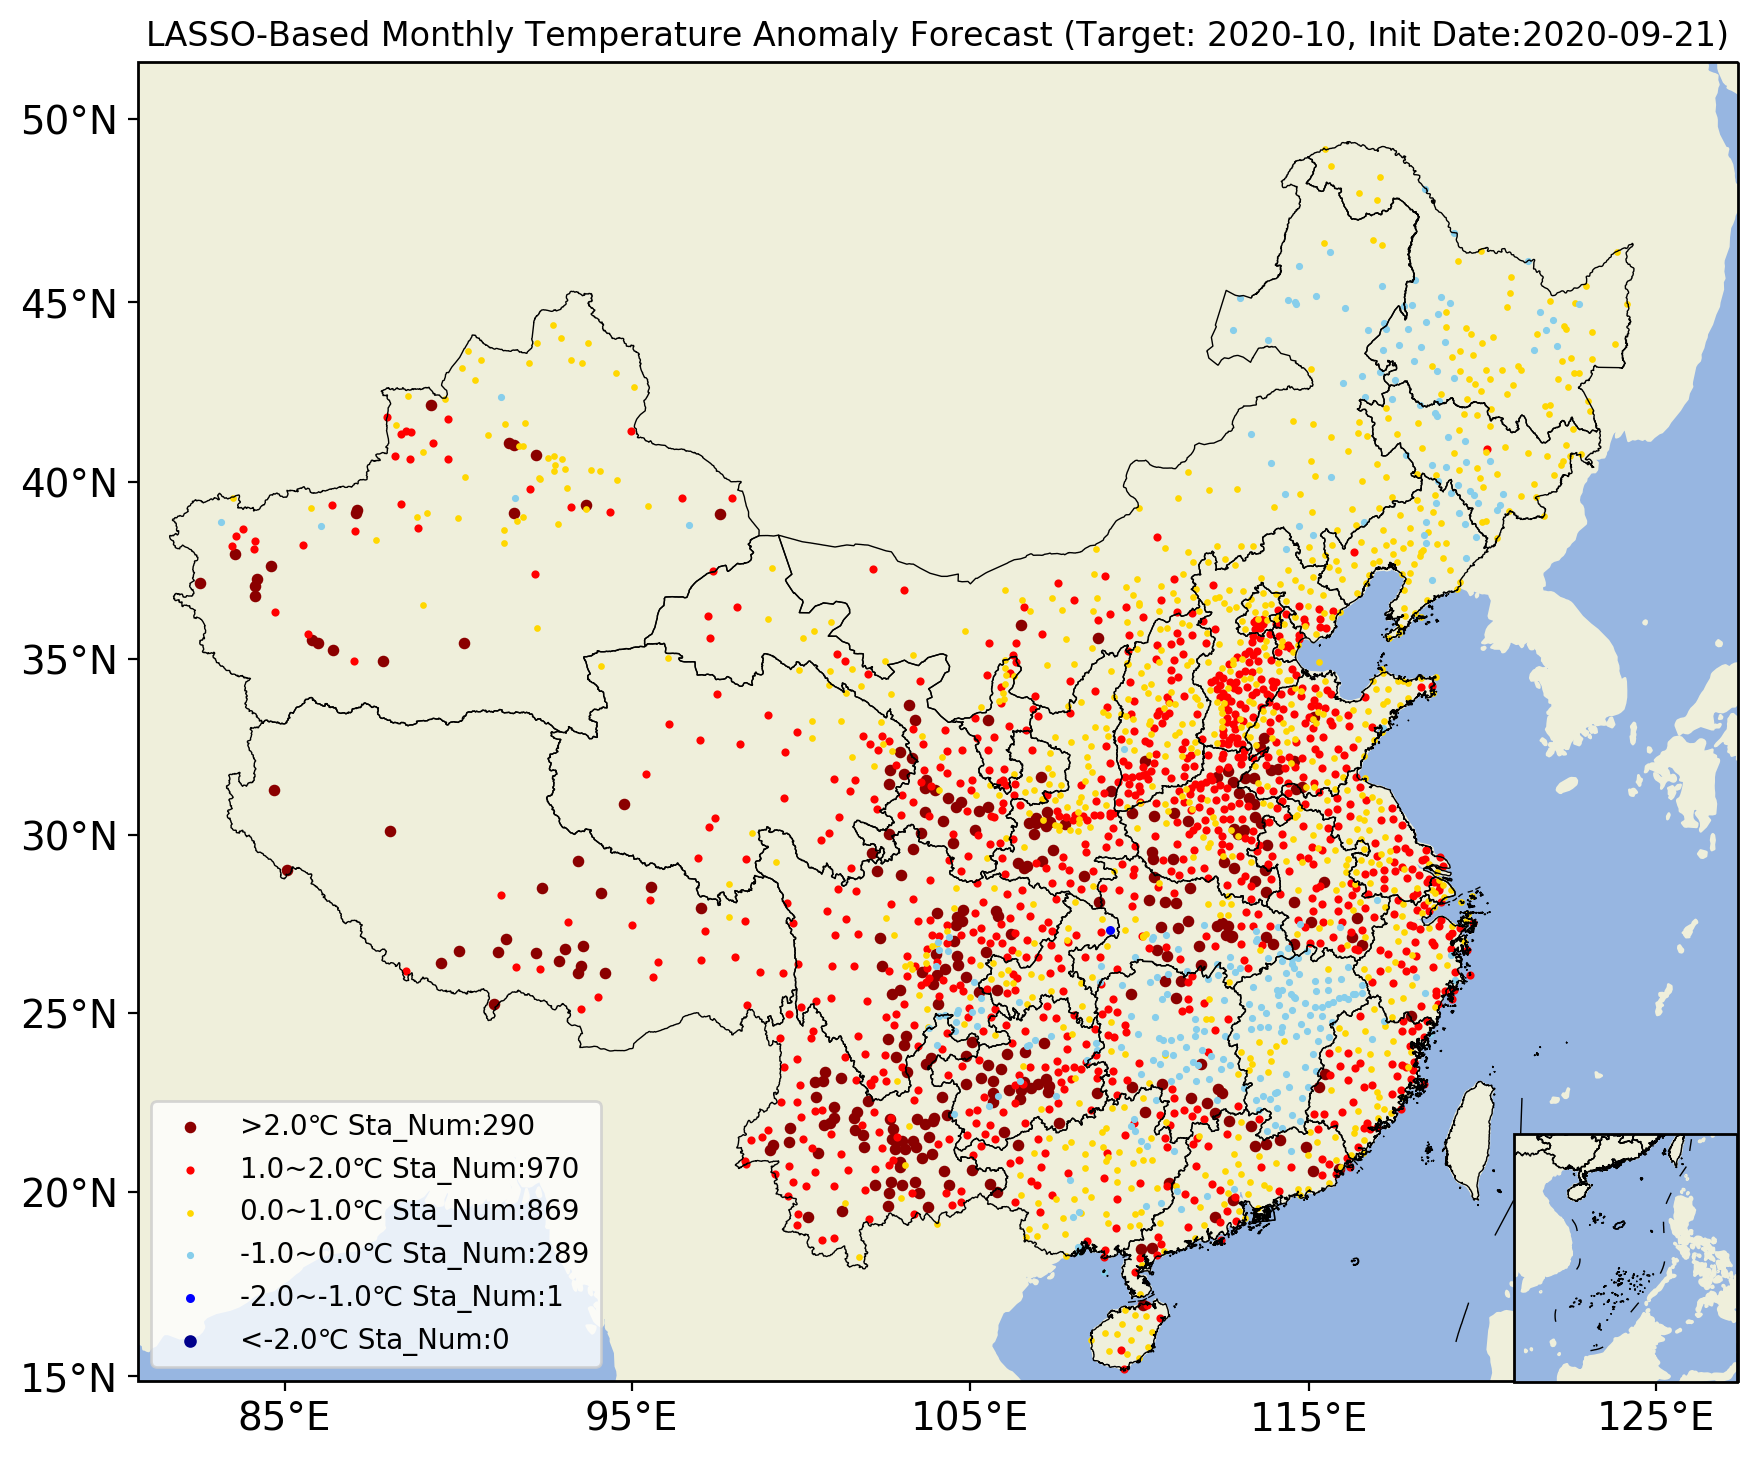 LASSO-Based Monthly Temperature Anomaly Forecast (Target: 2020-10, Init Date:2020-09-21)
50°N
45°N
40°N
35°N
30°N
25°N
20°N
15°N
>2.0℃ Sta_Num:290
1.0~2.0℃ Sta_Num:970
0.0~1.0℃ Sta_Num:869
-1.0~0.0℃ Sta_Num:289
-2.0~-1.0℃ Sta_Num:1
<-2.0℃ Sta_Num:0
85°E
95°E
105°E
115°E
125°E